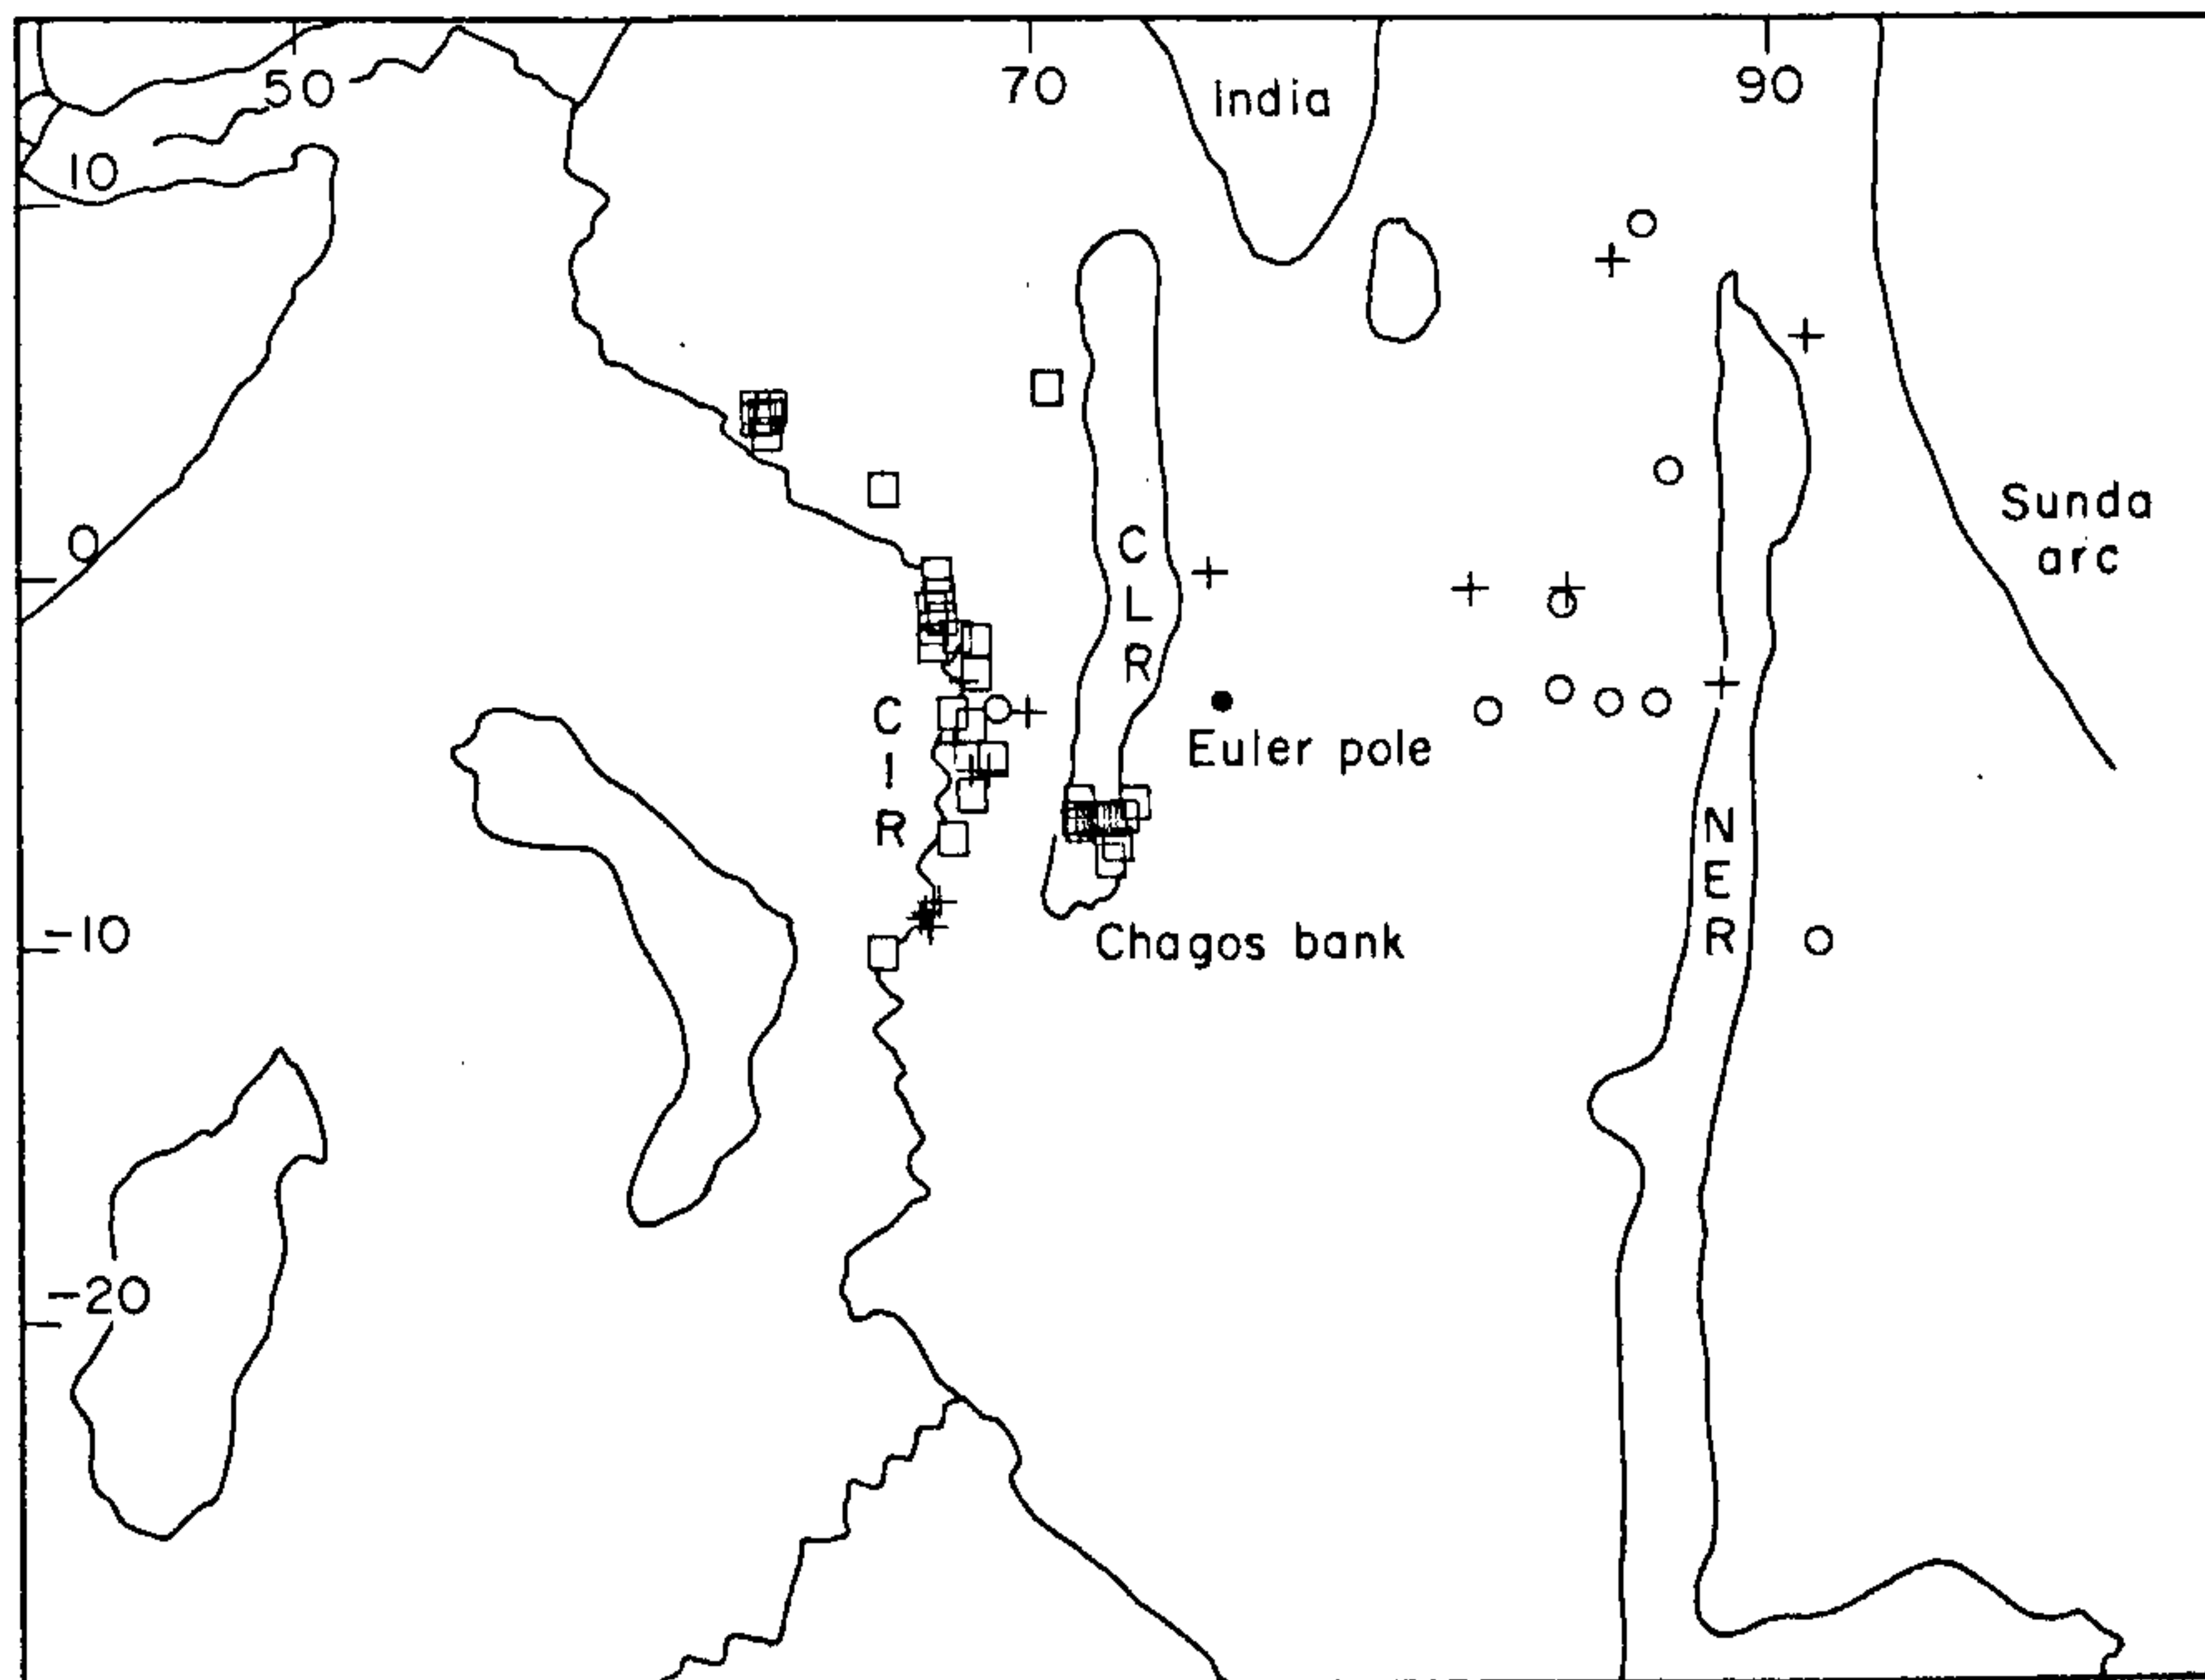 50
70
90
India
10
Sunda
arc
0
C
L
R
C
I
R
Euler pole
N
E
R
Chagos bank
-10
-20